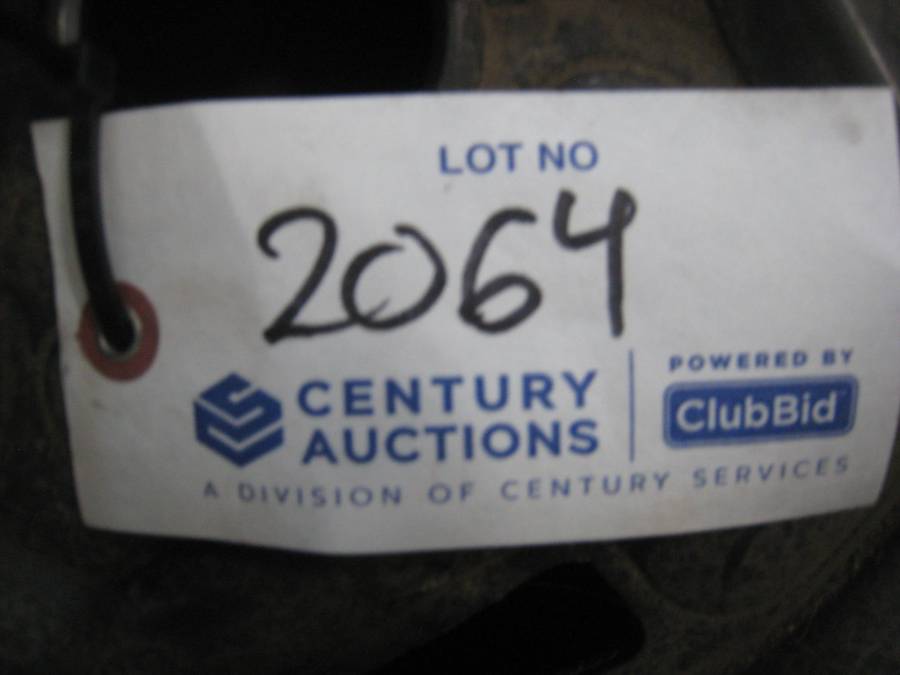 LOT NO
2064
CENTURY
AUCTIONS
POWERED BY
ClubBid
A DIVISION OF CENTURY SERVICES